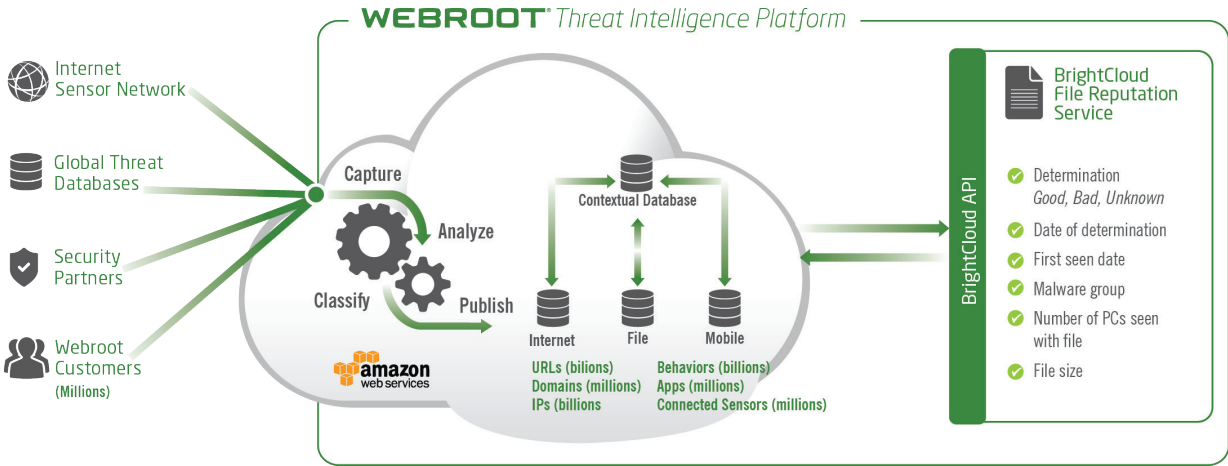 WEBROOT® Threat Intelligence Platform
Internet
Sensor Network
Global Threat
Databases
Security
Partners
Webroot
Customers
(Millions)
Capture
Analyze
Classify
Publish
amazon
web services
Contextual Database
Internet
File
Mobile
URLs (bilions)
Domains (millions)
IPs (billions
Behaviors (billions)
Apps (millions)
Connected Sensors (millions)
BrightCloud API
BrightCloud
File Reputation
Service
Determination
Good, Bad, Unknown
Date of determination
First seen date
Malware group
Number of PCs seen
with file
File size